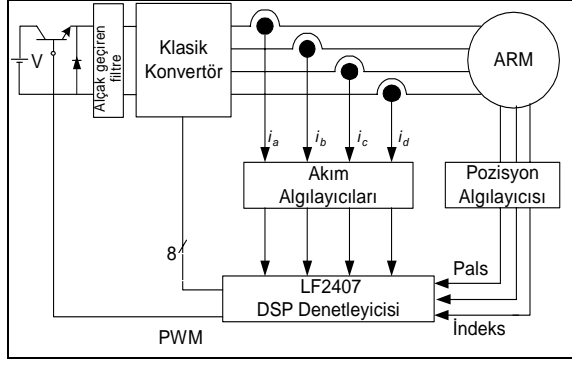 V
Alçak geçiren
filtre
Klasik
Konvertör
ARM
i_a
i_b
i_c
i_d
Akım
Algılayıcıları
Pozisyon
Algılayıcısı
8
Pals
LF2407
DSP Denetleyicisi
İndeks
PWM